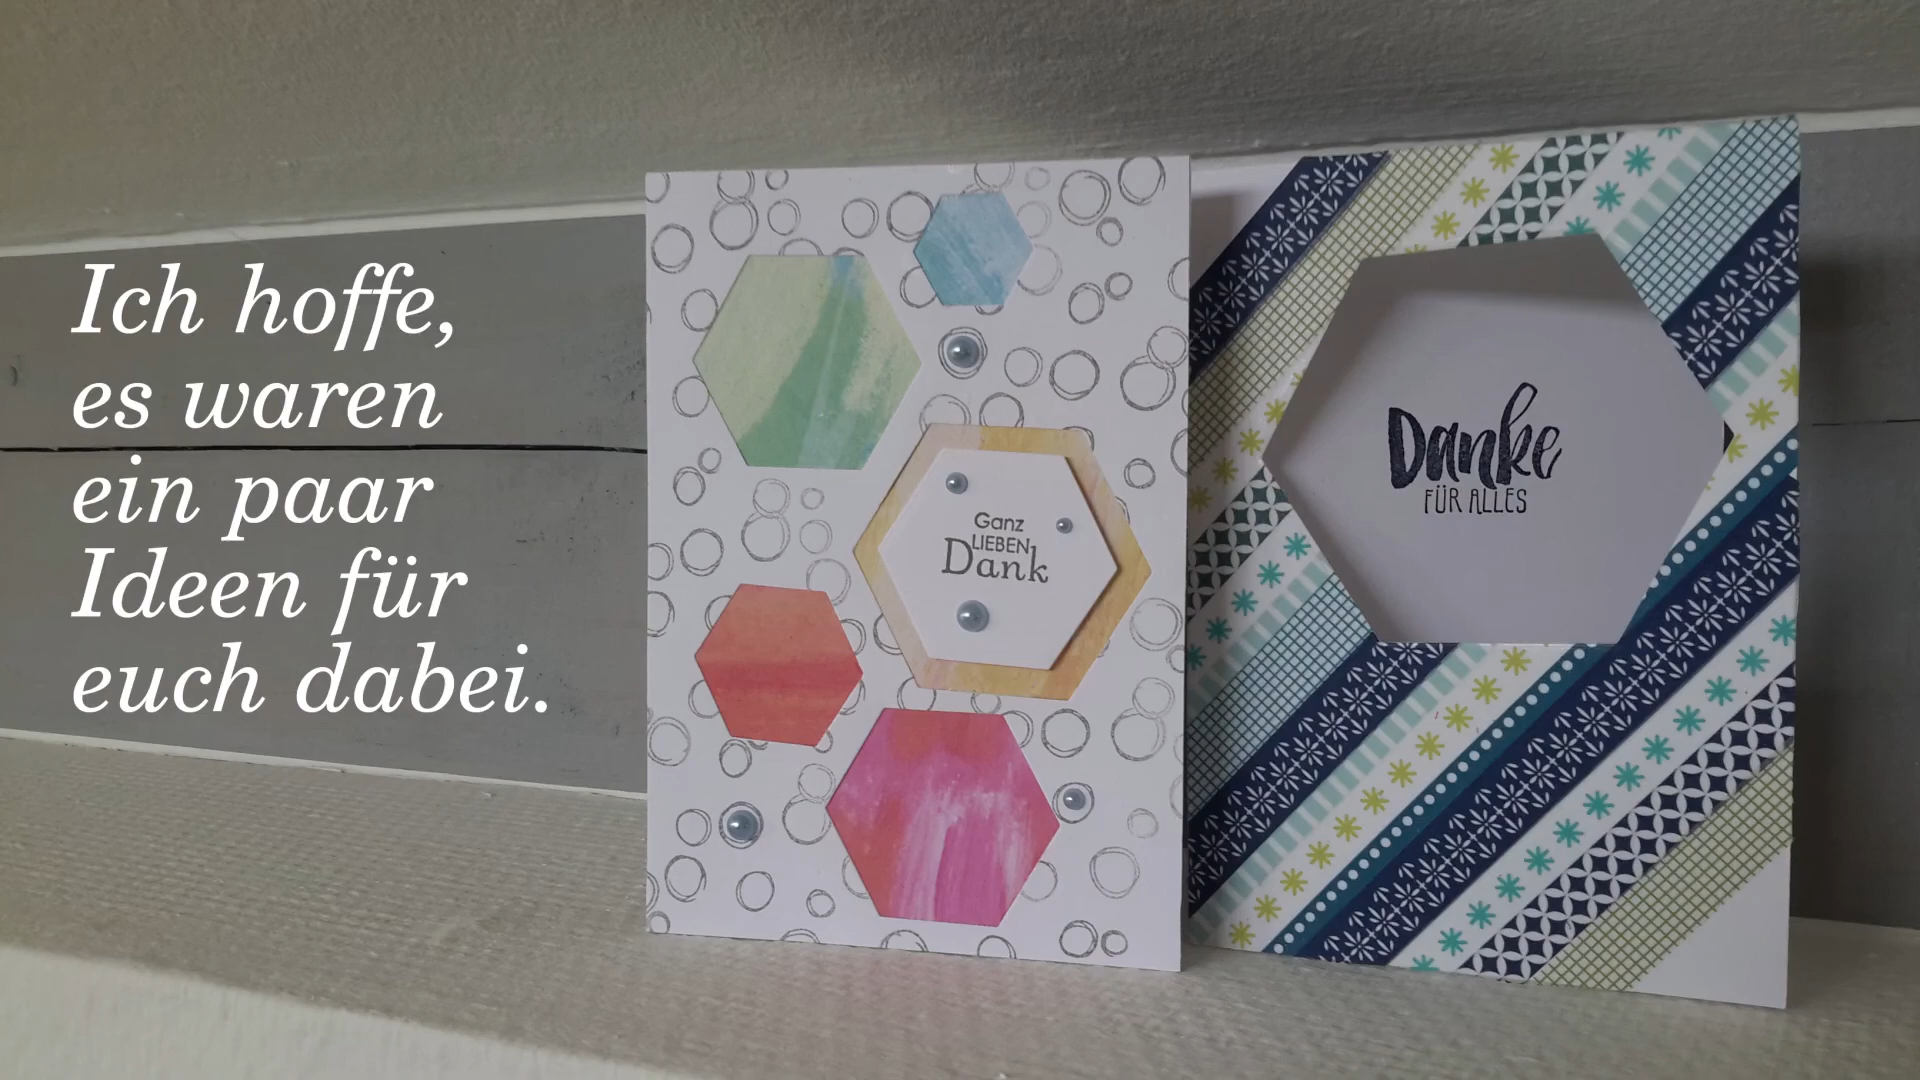 Ich hoffe,
es waren
ein paar
Ideen für
euch dabei.
Ganz
LIEBEN
Dank
Danke
FÜR ALLES